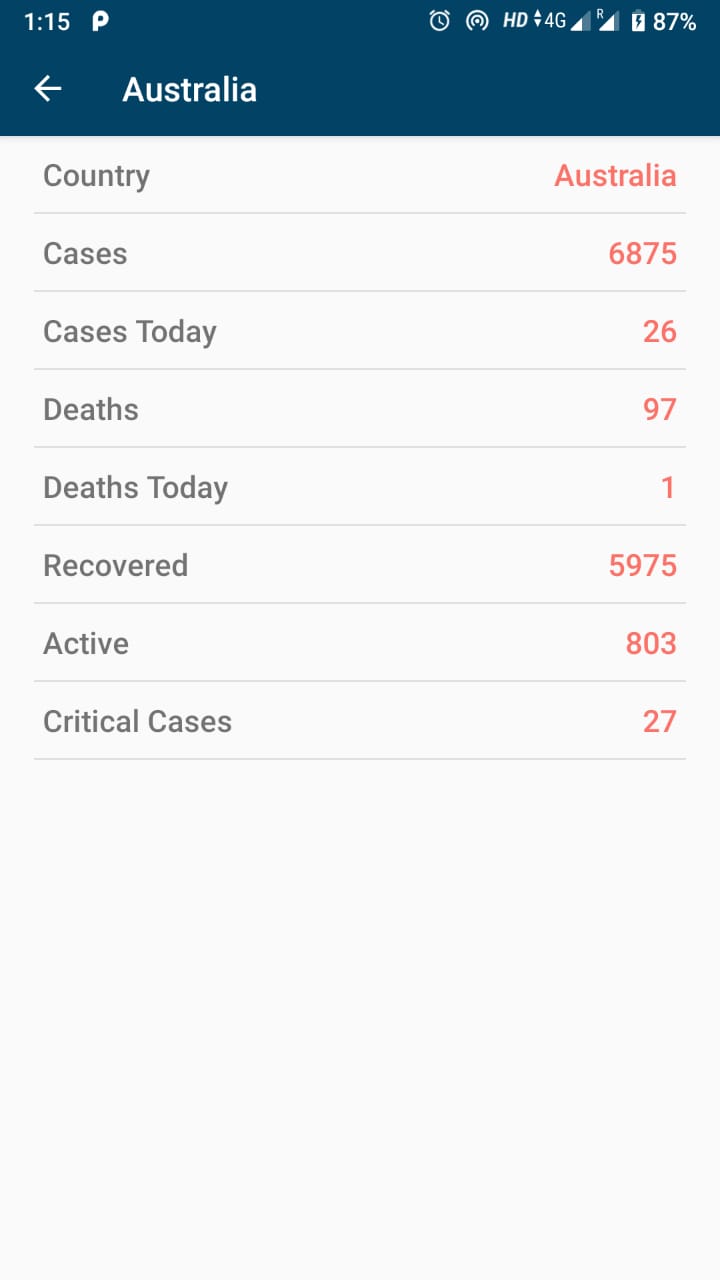 1:15 P HD 4G R 87%
Australia
Country Australia
Cases 6875
Cases Today 26
Deaths 97
Deaths Today 1
Recovered 5975
Active 803
Critical Cases 27